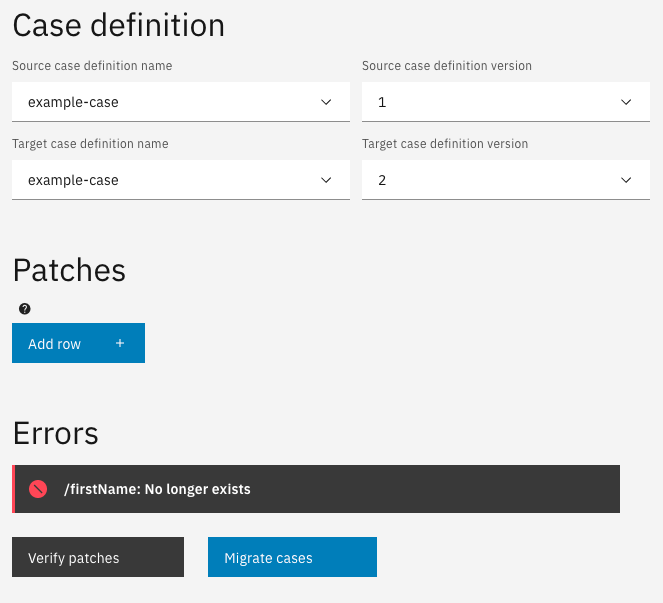 Case definition
Source case definition name
Source case definition version
example-case
1
Target case definition name
Target case definition version
example-case
2
Patches
?
Add row +
Errors
/firstName: No longer exists
Verify patches
Migrate cases